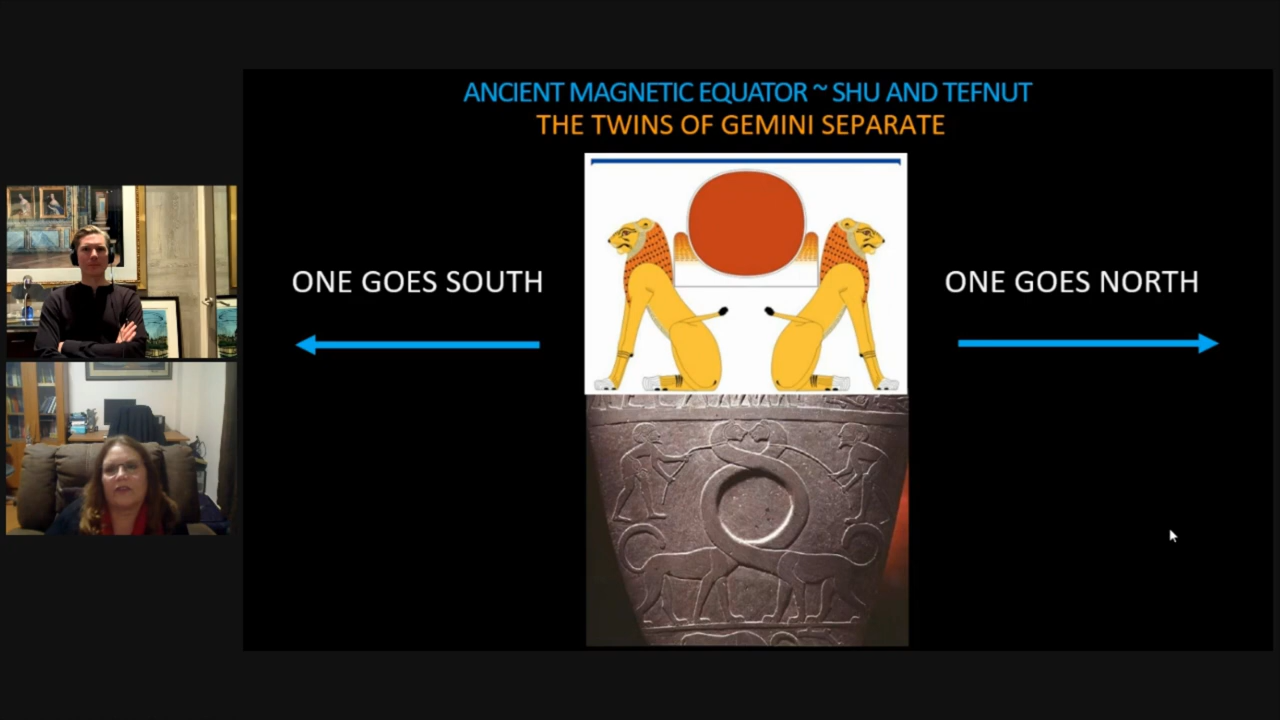 ANCIENT MAGNETIC EQUATOR ~ SHU AND TEFNUT
THE TWINS OF GEMINI SEPARATE
ONE GOES SOUTH
ONE GOES NORTH